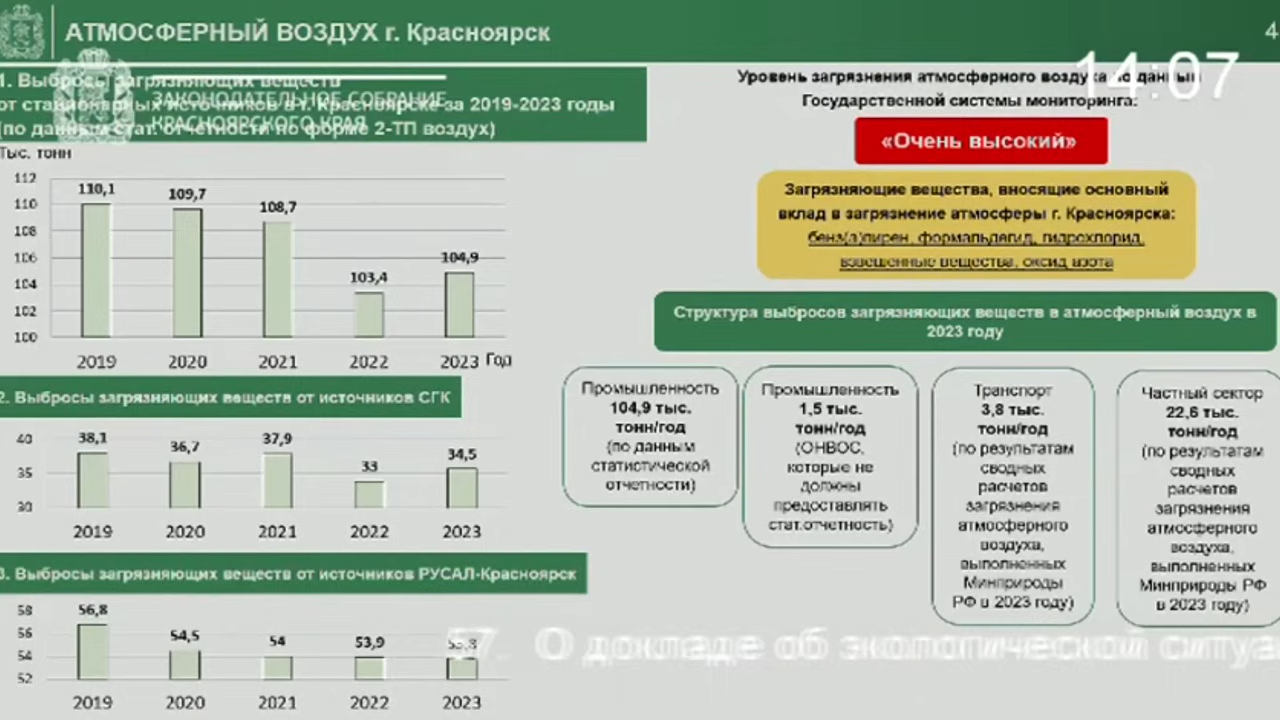 АТМОСФЕРНЫЙ ВОЗДУХ г. Красноярск
4
14:07
1. Выбросы загрязняющих веществ
от стационарных источников в г. Красноярске за 2019-2023 годы
(по данным стат. отчетности по форме 2-ТП воздух)
ЗАКОНОДАТЕЛЬНОЕ СОБРАНИЕ
КРАСНОЯРСКОГО КРАЯ
Тыс. тонн
112
110
108
106
104
102
100
110,1
109,7
108,7
103,4
104,9
2019
2020
2021
2022
2023
Год
2. Выбросы загрязняющих веществ от источников СГК
40
35
30
38,1
36,7
37,9
33
34,5
2019
2020
2021
2022
2023
3. Выбросы загрязняющих веществ от источников РУСАЛ-Красноярск
58
56
54
52
56,8
54,5
54
53,9
53,8
2019
2020
2021
2022
2023
Уровень загрязнения атмосферного воздуха по данным
Государственной системы мониторинга:
«Очень высокий»
Загрязняющие вещества, вносящие основный
вклад в загрязнение атмосферы г. Красноярска:
бенз(а)пирен, формальдегид, гидрохлорид,
взвешенные вещества, оксид азота
Структура выбросов загрязняющих веществ в атмосферный воздух в
2023 году
Промышленность
104,9 тыс.
тонн/год
(по данным
статистической
отчетности)
Промышленность
1,5 тыс.
тонн/год
(ОНВОС,
которые не
должны
предоставлять
стат.отчетность)
Транспорт
3,8 тыс.
тонн/год
(по результатам
сводных
расчетов
загрязнения
атмосферного
воздуха,
выполненных
Минприроды
РФ в 2023 году)
Частный сектор
22,6 тыс.
тонн/год
(по результатам
сводных
расчетов
загрязнения
атмосферного
воздуха,
выполненных
Минприроды РФ
в 2023 году)
57. О докладе об экологической ситуа